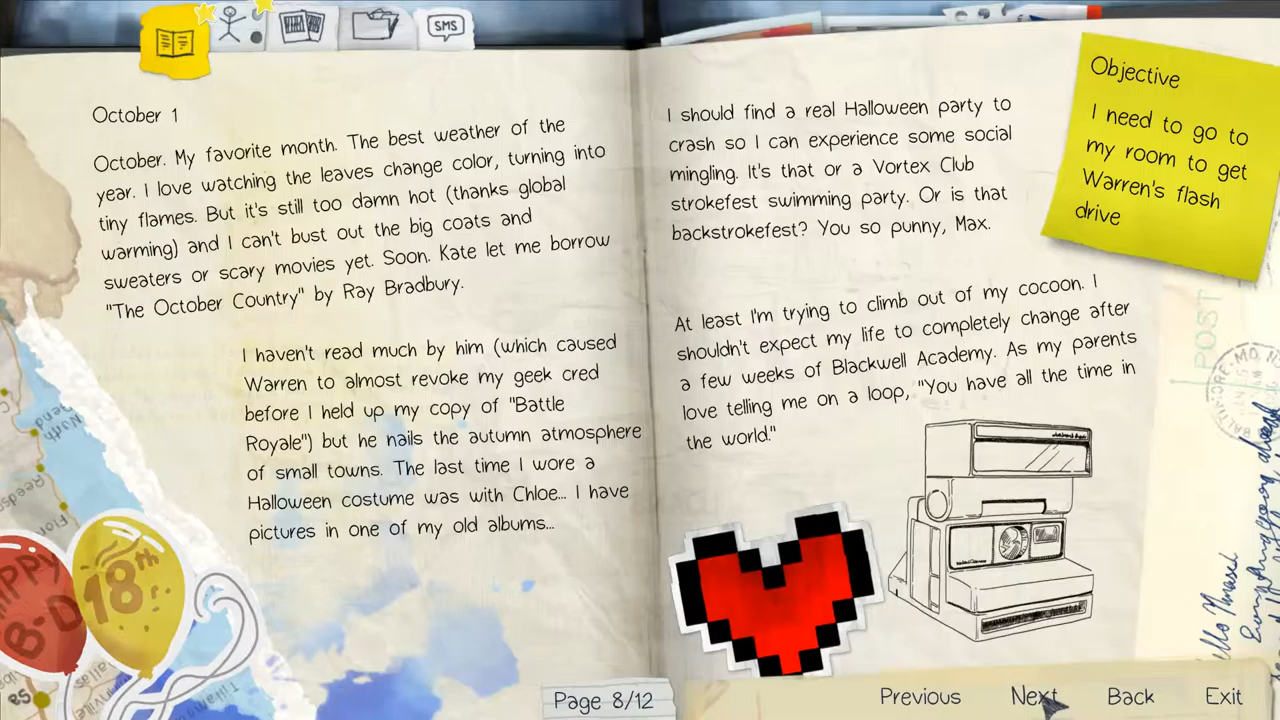 SMS
October 1
October. My favorite month. The best weather of the
year. I love watching the leaves change color, turning into
tiny flames. But it's still too damn hot (thanks global
warming) and I can't bust out the big coats and
sweaters or scary movies yet. Soon. Kate let me borrow
"The October Country" by Ray Bradbury.
I haven't read much by him (which caused
Warren to almost revoke my geek cred
before I held up my copy of "Battle
Royale") but he nails the autumn atmosphere
of small towns. The last time I wore a
Halloween costume was with Chloe... I have
pictures in one of my old albums...
I should find a real Halloween party to
crash so I can experience some social
mingling. It's that or a Vortex Club
strokefest swimming party. Or is that
backstrokefest? You so punny, Max.
At least I'm trying to climb out of my cocoon. I
shouldn't expect my life to completely change after
a few weeks of Blackwell Academy. As my parents
love telling me on a loop, "You have all the time in
the world."
Objective
I need to go to
my room to get
Warren's flash
drive
POST
North
Bend
Reedsp
Flor
HAPPY
B-D
18th
Page 8/12
Previous
Next
Back
Exit